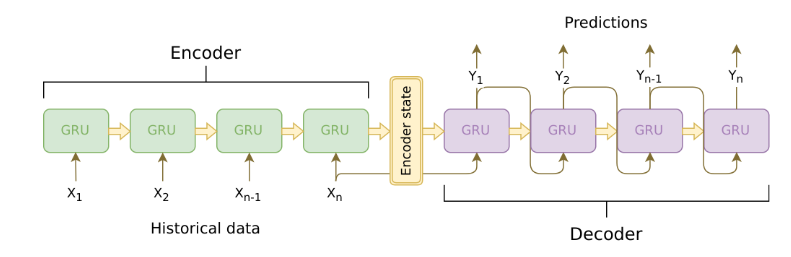 Predictions
Encoder
Y1 Y2 Yn-1 Yn
GRU GRU GRU GRU
Encoder state
GRU GRU GRU GRU
X1 X2 Xn-1 Xn
Historical data
Decoder